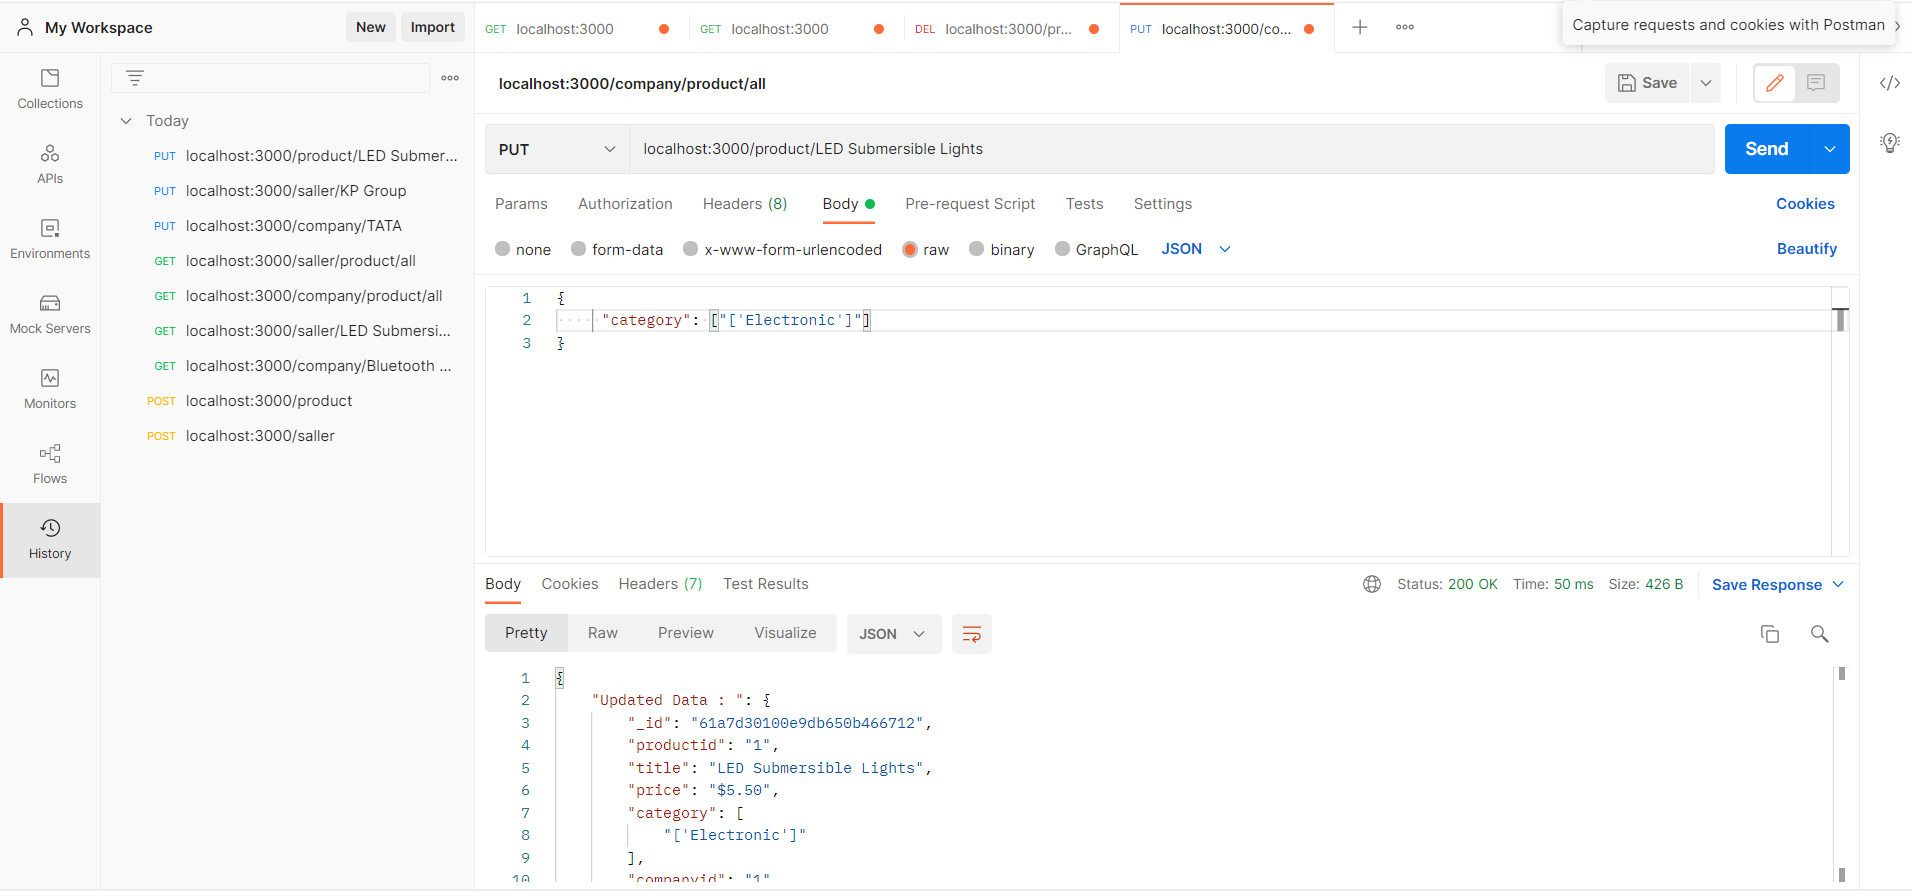 My Workspace
New
Import
GET localhost:3000
GET localhost:3000
DEL localhost:3000/pr...
PUT localhost:3000/co...
Capture requests and cookies with Postman
Collections
APIs
Environments
Mock Servers
Monitors
Flows
History
Today
PUT localhost:3000/product/LED Submer...
PUT localhost:3000/saller/KP Group
PUT localhost:3000/company/TATA
GET localhost:3000/saller/product/all
GET localhost:3000/company/product/all
GET localhost:3000/saller/LED Submersi...
GET localhost:3000/company/Bluetooth ...
POST localhost:3000/product
POST localhost:3000/saller
localhost:3000/company/product/all
Save
PUT
localhost:3000/product/LED Submersible Lights
Send
Params Authorization Headers (8) Body Pre-request Script Tests Settings
Cookies
none form-data x-www-form-urlencoded raw binary GraphQL JSON
Beautify
1 {
2 "category": ["['Electronic']"]
3 }
Body Cookies Headers (7) Test Results
Status: 200 OK Time: 50 ms Size: 426 B
Save Response
Pretty Raw Preview Visualize
JSON
1 {
2 "Updated Data : ": {
3 "_id": "61a7d30100e9db650b466712",
4 "productid": "1",
5 "title": "LED Submersible Lights",
6 "price": "$5.50",
7 "category": [
8 "['Electronic']"
9 ],
10 "companyid": "1"